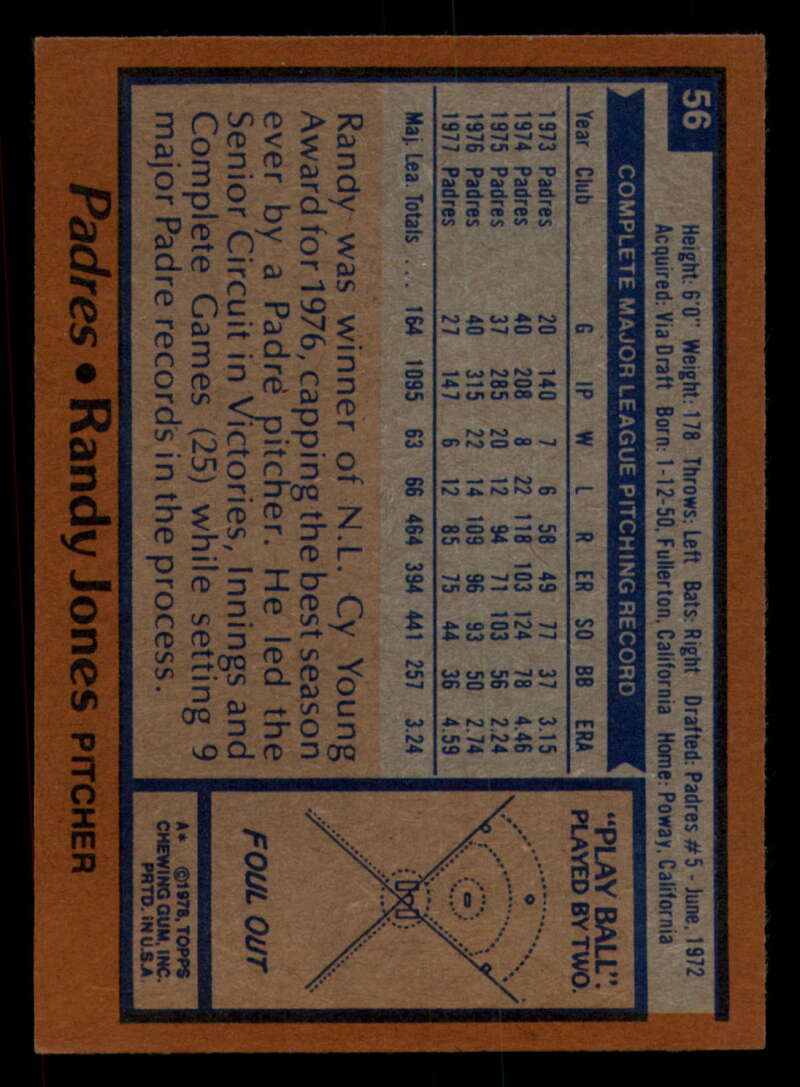 56
Height: 6'0" Weight: 178 Throws: Left Bats: Right Drafted: Padres #5 - June, 1972
Acquired: Via Draft Born: 1-12-50, Fullerton, California Home: Poway, California
COMPLETE MAJOR LEAGUE PITCHING RECORD
Year Club G IP W L R ER SO BB ERA
1973 Padres 20 140 7 6 58 49 77 37 3.15
1974 Padres 40 208 8 22 118 103 124 78 4.46
1975 Padres 37 285 20 12 94 71 103 56 2.24
1976 Padres 40 315 22 14 109 96 93 50 2.74
1977 Padres 27 147 6 12 85 75 44 36 4.59
Maj. Lea. Totals ... 164 1095 63 66 464 394 441 257 3.24
Randy was winner of N.L. Cy Young
Award for 1976, capping the best season
ever by a Padre pitcher. He led the
Senior Circuit in Victories, Innings and
Complete Games (25) while setting 9
major Padre records in the process.
"PLAY BALL":
PLAYED BY TWO.
FOUL OUT
A* ©1978, TOPPS
CHEWING GUM, INC.
PRTD. IN U.S.A.
Padres • Randy Jones PITCHER